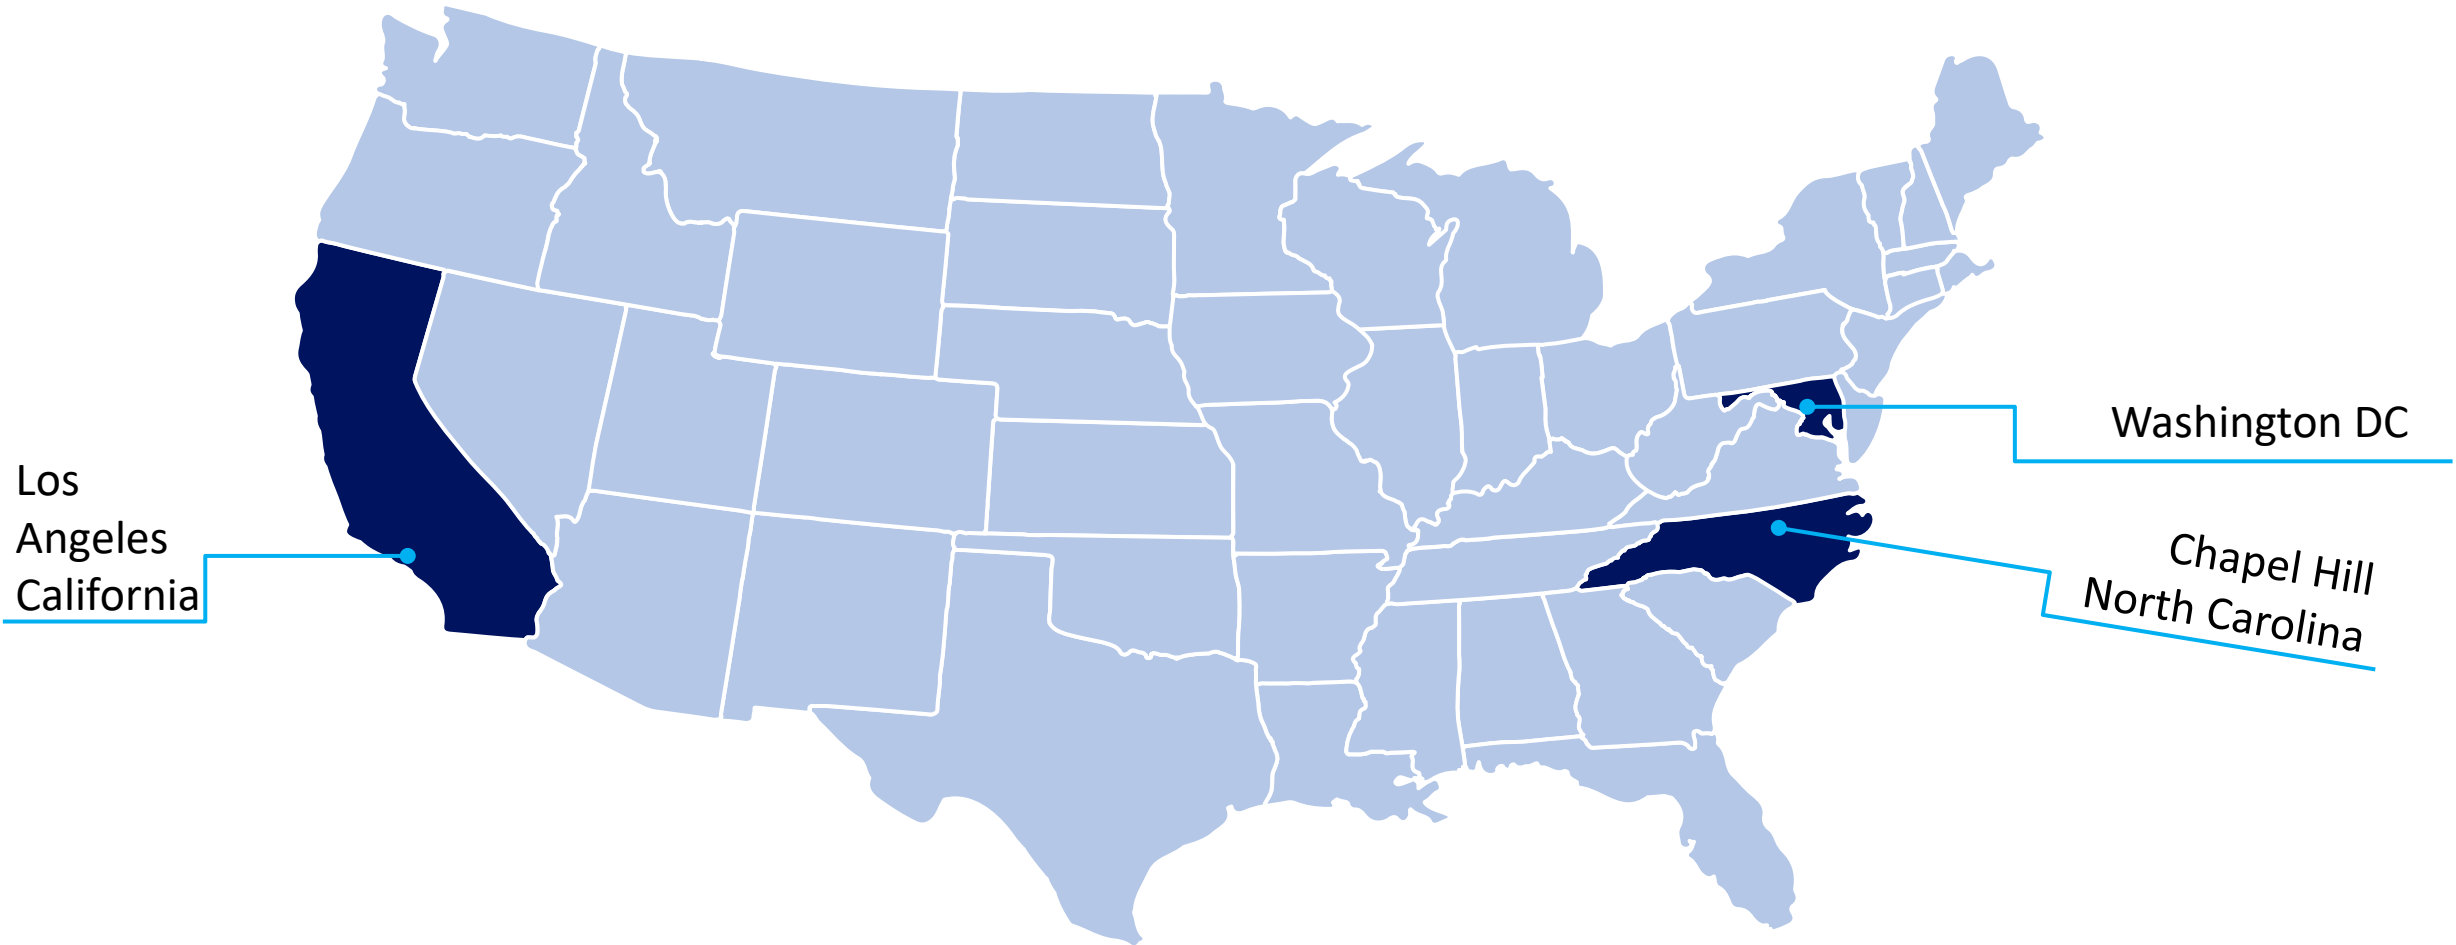 Los
Angeles
California
Washington DC
Chapel Hill
North Carolina